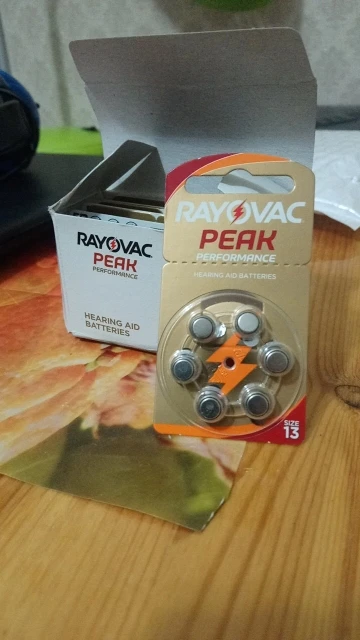 RAYOVAC
PEAK
PERFORMANCE
HEARING AID
BATTERIES
RAYOVAC
PEAK
PERFORMANCE
HEARING AID BATTERIES
SIZE
13